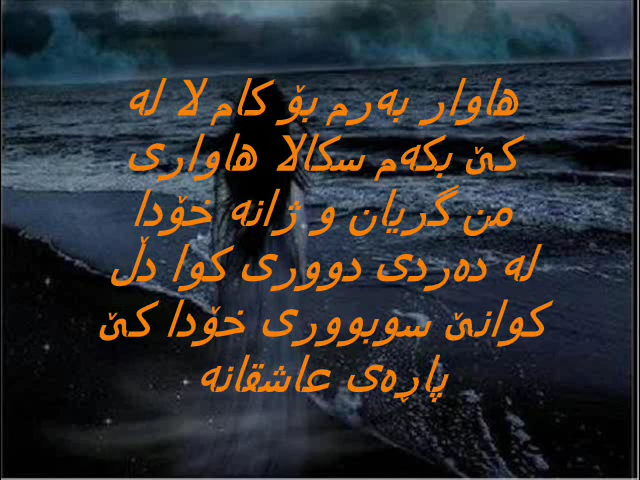 هاوار بەرم بۆ کام لا لە
کێ بکەم سکالا هاواری
من گریان و ژانە خۆدا
لە دەردی دووری کوا دڵ
کوانێ سوبووری خۆدا کێ
پاڕەی عاشقانە